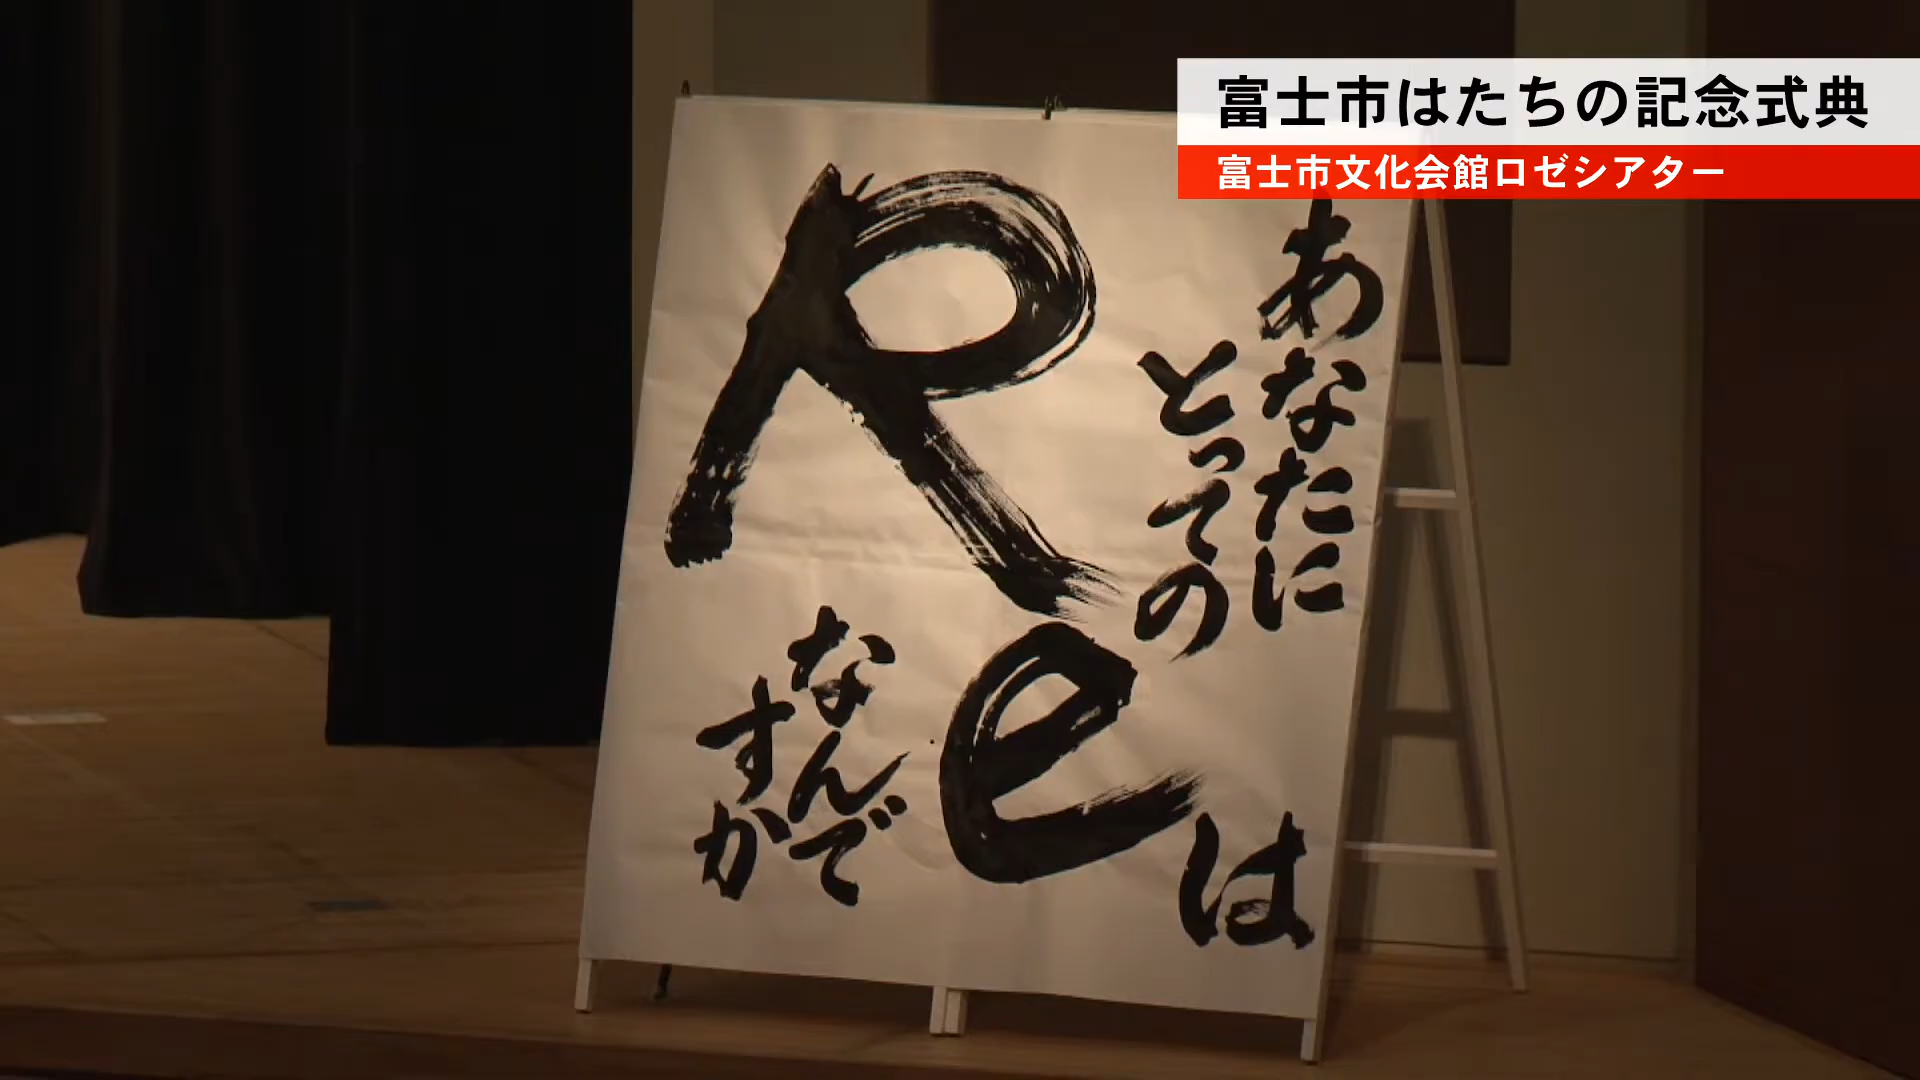 富士市はたちの記念式典
富士市文化会館ロゼシアター
あなたに
とっての
Re
は
なんで
すか